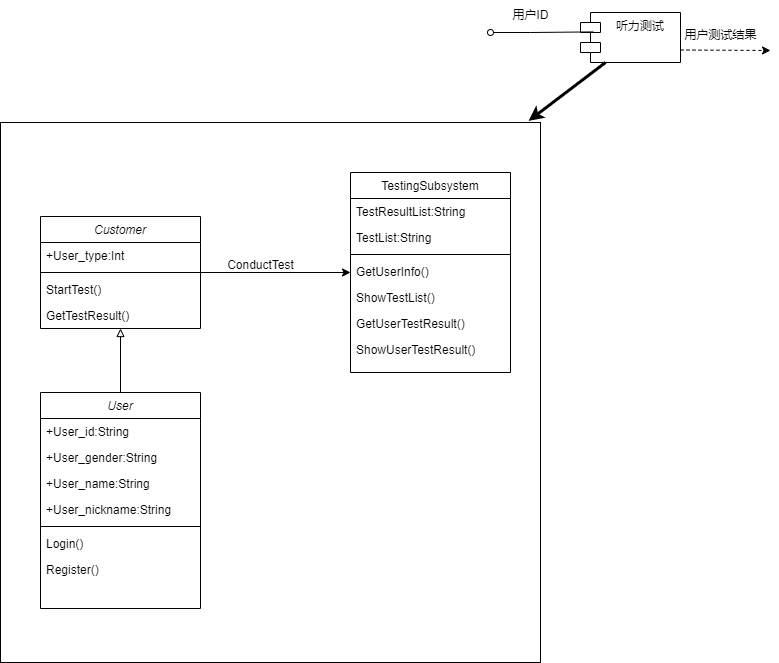 用户ID
听力测试
用户测试结果
TestingSubsystem
TestResultList:String
TestList:String
GetUserInfo()
ShowTestList()
GetUserTestResult()
ShowUserTestResult()
Customer
+User_type:Int
StartTest()
GetTestResult()
ConductTest
User
+User_id:String
+User_gender:String
+User_name:String
+User_nickname:String
Login()
Register()